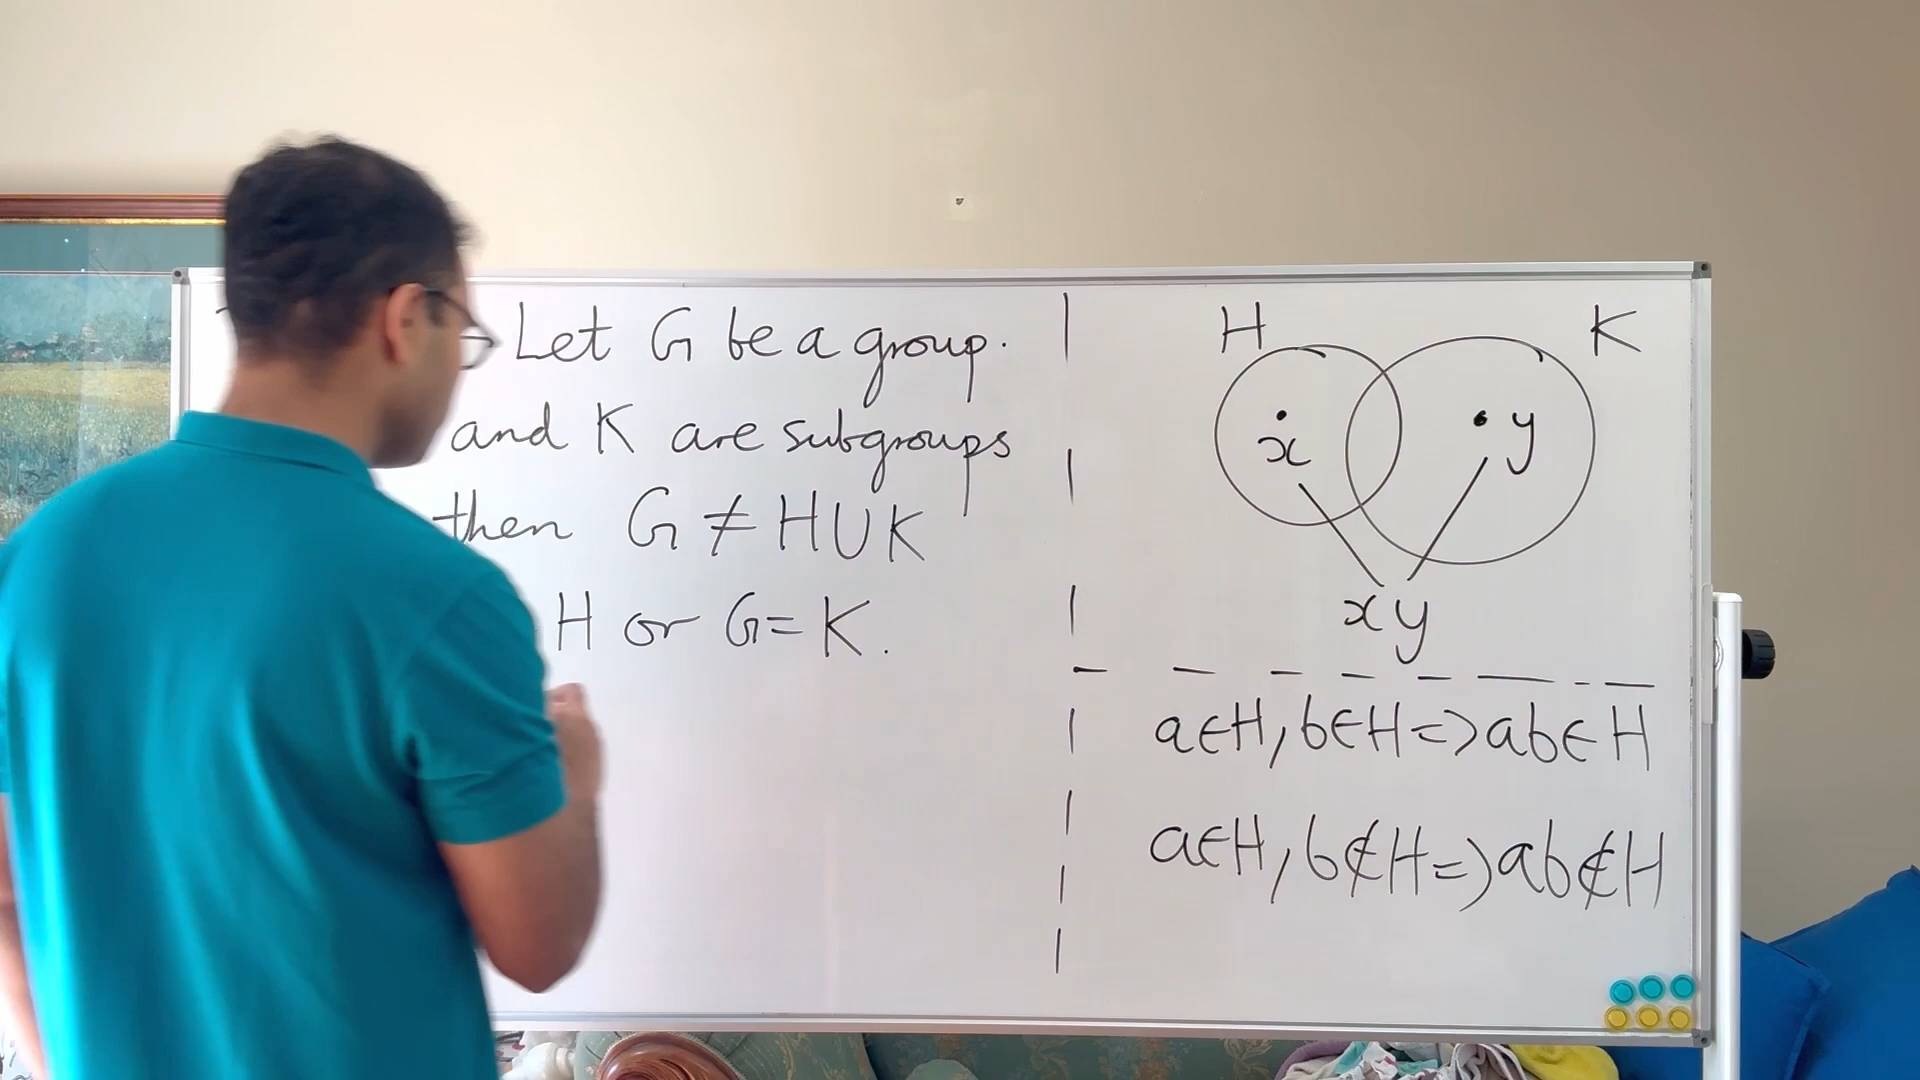 Let G be a group.
and K are subgroups
then G ≠ H∪K
H or G=K.
H K
x y
xy
a∈H, b∈H => ab∈H
a∈H, b∉H => ab∉H